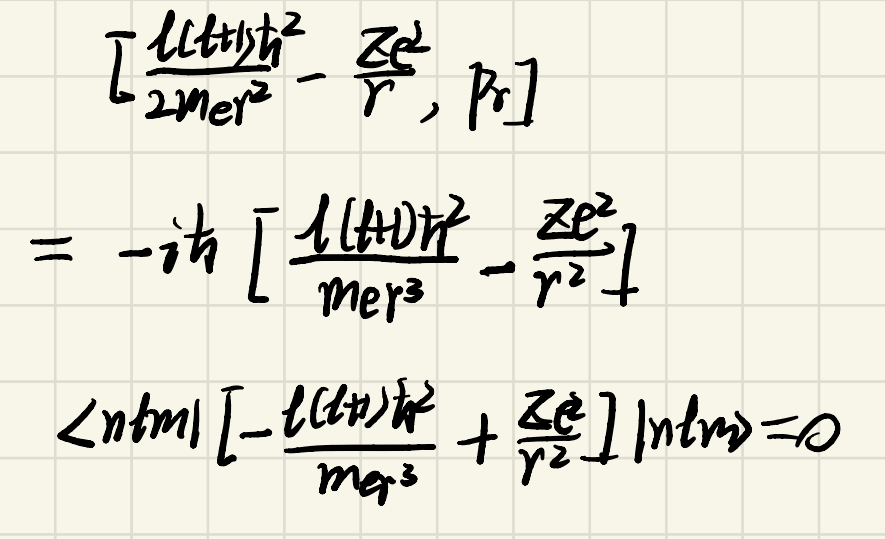 [l(l+1)ħ²/2mₑr² - Ze²/r, pᵣ]
= -iħ [l(l+1)ħ²/mₑr³ - Ze²/r²]
<nlm|[-l(l+1)ħ²/mₑr³ + Ze²/r²]|nlm>=0